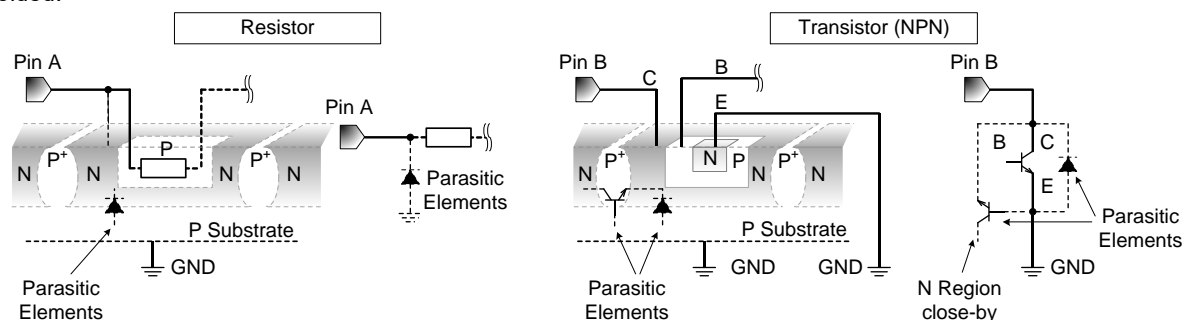 Resistor
Transistor (NPN)
Pin A
Pin A
Pin B
C
B
E
Pin B
P
N
P+
N
P+
N
Parasitic
Elements
P Substrate
GND
Parasitic
Elements
N
P+
N
N
P
P+
N
P Substrate
GND
GND
Parasitic
Elements
B
C
E
Parasitic
Elements
GND
N Region
close-by